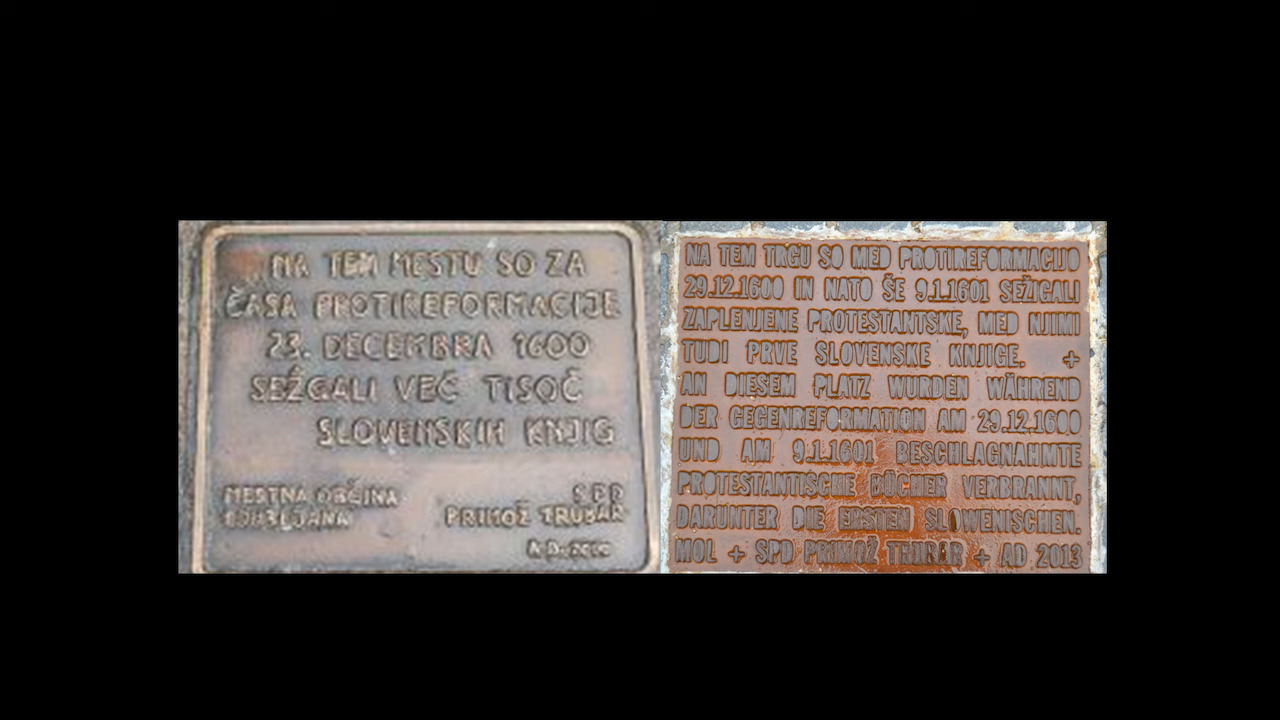 NA TEM MESTU SO ZA
ČASA PROTIREFORMACIJE
23. DECEMBRA 1600
SEŽGALI VEČ TISOČ
SLOVENSKIH KNJIG
MESTNA OBČINA
LJUBLJANA
SPD
PRIMOŽ TRUBAR
NA TEM TRGU SO MED PROTIREFORMACIJO
29.12.1600 IN NATO ŠE 9.1.1601 SEŽIGALI
ZAPLENJENE PROTESTANTSKE, MED NJIMI
TUDI PRVE SLOVENSKE KNJIGE. +
AN DIESEM PLATZ WURDEN WÄHREND
DER GEGENREFORMATION AM 29.12.1600
UND AM 9.1.1601 BESCHLAGNAHMTE
PROTESTANTISCHE BÜCHER VERBRANNT,
DARUNTER DIE ERSTEN SLOWENISCHEN.
MOL + SPD PRIMOŽ TRUBAR + AD 2013